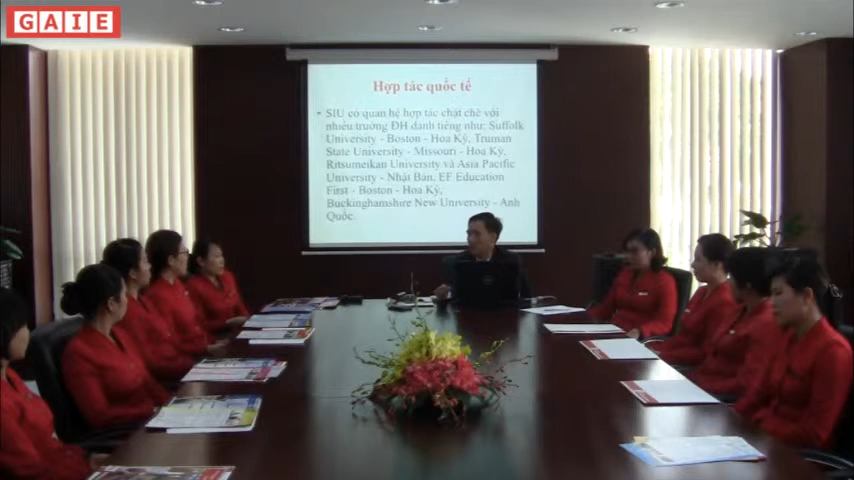 GAIE
Hợp tác quốc tế
• SIU có quan hệ hợp tác chặt chẽ với
nhiều trường ĐH danh tiếng như: Suffolk
University - Boston - Hoa Kỳ, Truman
State University - Missouri - Hoa Kỳ,
Ritsumeikan University và Asia Pacific
University - Nhật Bản, EF Education
First - Boston - Hoa Kỳ,
Buckinghamshire New University - Anh
Quốc.